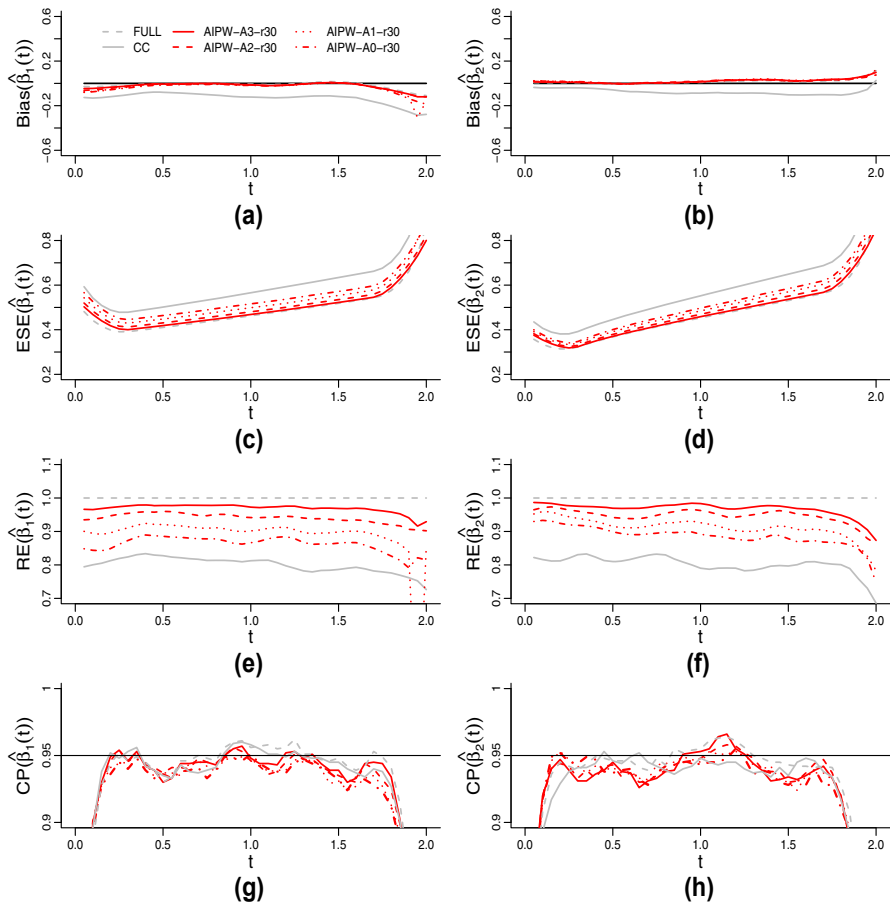 Bias(β̂₁(t))
0.6
0.2
−0.2
−0.6
FULL
CC
AIPW−A3−r30
AIPW−A2−r30
AIPW−A1−r30
AIPW−A0−r30
0.0 0.5 1.0 1.5 2.0
t
(a)
Bias(β̂₂(t))
0.6
0.2
−0.2
−0.6
0.0 0.5 1.0 1.5 2.0
t
(b)
ESE(β̂₁(t))
0.8
0.6
0.4
0.2
0.0 0.5 1.0 1.5 2.0
t
(c)
ESE(β̂₂(t))
0.8
0.6
0.4
0.2
0.0 0.5 1.0 1.5 2.0
t
(d)
RE(β̂₁(t))
1.1
1.0
0.9
0.8
0.7
0.0 0.5 1.0 1.5 2.0
t
(e)
RE(β̂₂(t))
1.1
1.0
0.9
0.8
0.7
0.0 0.5 1.0 1.5 2.0
t
(f)
CP(β̂₁(t))
1
0.95
0.9
0.0 0.5 1.0 1.5 2.0
t
(g)
CP(β̂₂(t))
1
0.95
0.9
0.0 0.5 1.0 1.5 2.0
t
(h)